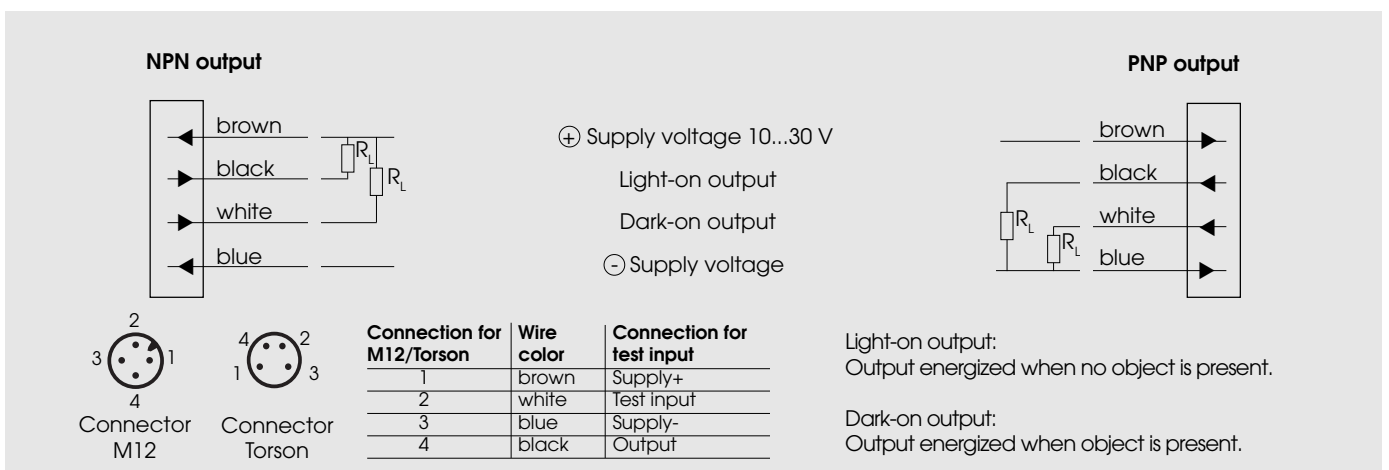 NPN output
PNP output
brown
black
white
blue
R_L
R_L
+ Supply voltage 10...30 V
Light-on output
Dark-on output
- Supply voltage
brown
black
white
blue
R_L
R_L
2
3 1
4
Connector
M12
4 2
1 3
Connector
Torson
Connection for M12/Torson Wire color Connection for test input
1 brown Supply+
2 white Test input
3 blue Supply-
4 black Output
Light-on output:
Output energized when no object is present.
Dark-on output:
Output energized when object is present.